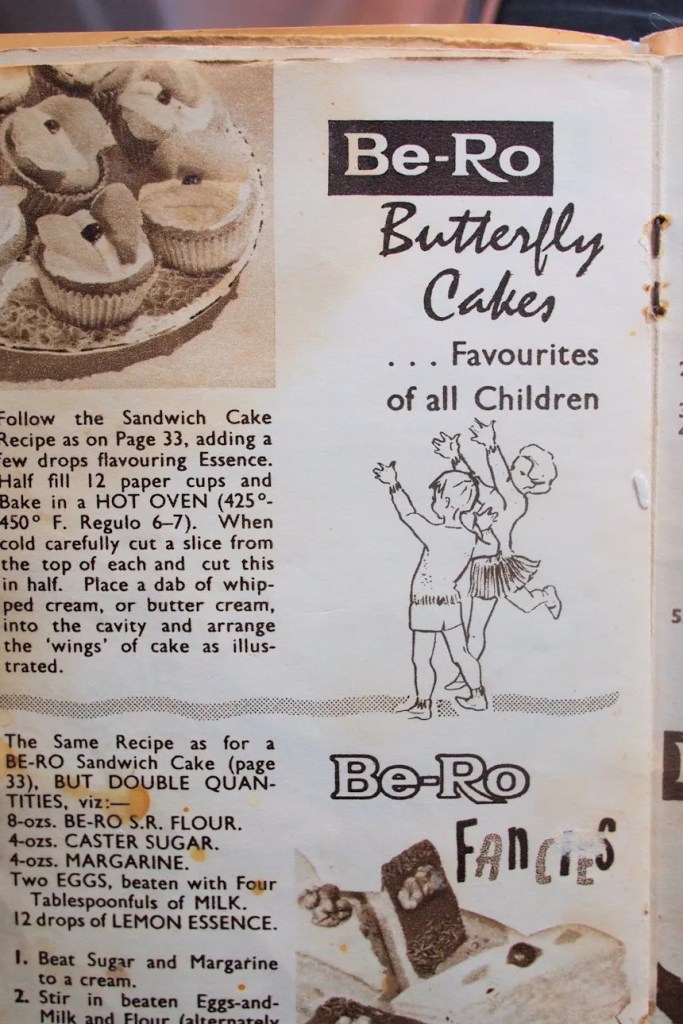 Be-Ro
Butterfly
Cakes
. . . Favourites
of all Children
Follow the Sandwich Cake
Recipe as on Page 33, adding a
few drops flavouring Essence.
Half fill 12 paper cups and
Bake in a HOT OVEN (425°-
450° F. Regulo 6–7). When
cold carefully cut a slice from
the top of each and cut this
in half. Place a dab of whip-
ped cream, or butter cream,
into the cavity and arrange
the 'wings' of cake as illus-
trated.
The Same Recipe as for a
BE-RO Sandwich Cake (page
33), BUT DOUBLE QUAN-
TITIES, viz:—
8-ozs. BE-RO S.R. FLOUR.
4-ozs. CASTER SUGAR.
4-ozs. MARGARINE.
Two EGGS, beaten with Four
Tablespoonfuls of MILK.
12 drops of LEMON ESSENCE.
1. Beat Sugar and Margarine
to a cream.
2. Stir in beaten Eggs-and-
Milk and Flour (alternately
Be-Ro
FAnCIES
5